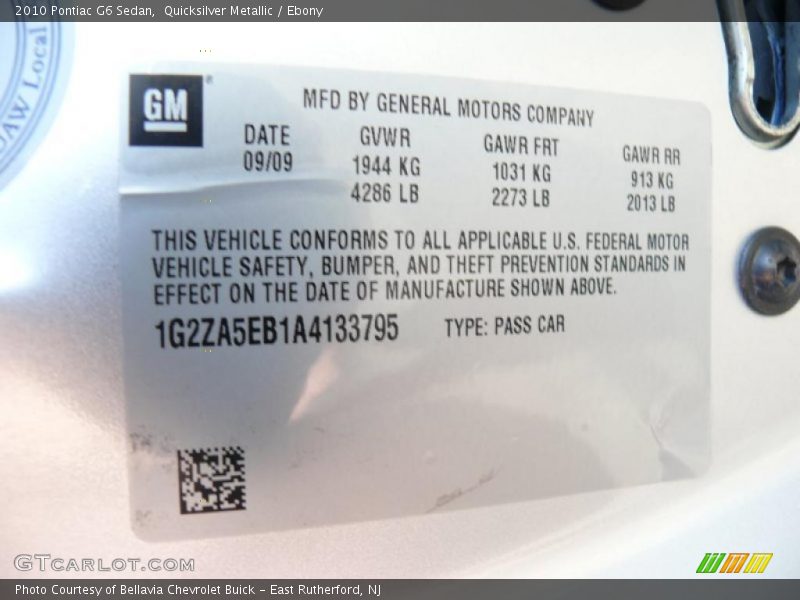 2010 Pontiac G6 Sedan,  Quicksilver Metallic / Ebony
UAW Local
GM
MFD BY GENERAL MOTORS COMPANY
DATE GVWR GAWR FRT GAWR RR
09/09 1944 KG 1031 KG 913 KG
4286 LB 2273 LB 2013 LB
THIS VEHICLE CONFORMS TO ALL APPLICABLE U.S. FEDERAL MOTOR
VEHICLE SAFETY, BUMPER, AND THEFT PREVENTION STANDARDS IN
EFFECT ON THE DATE OF MANUFACTURE SHOWN ABOVE.
1G2ZA5EB1A4133795 TYPE: PASS CAR
GTCARLOT.COM
Photo Courtesy of Bellavia Chevrolet Buick – East Rutherford, NJ